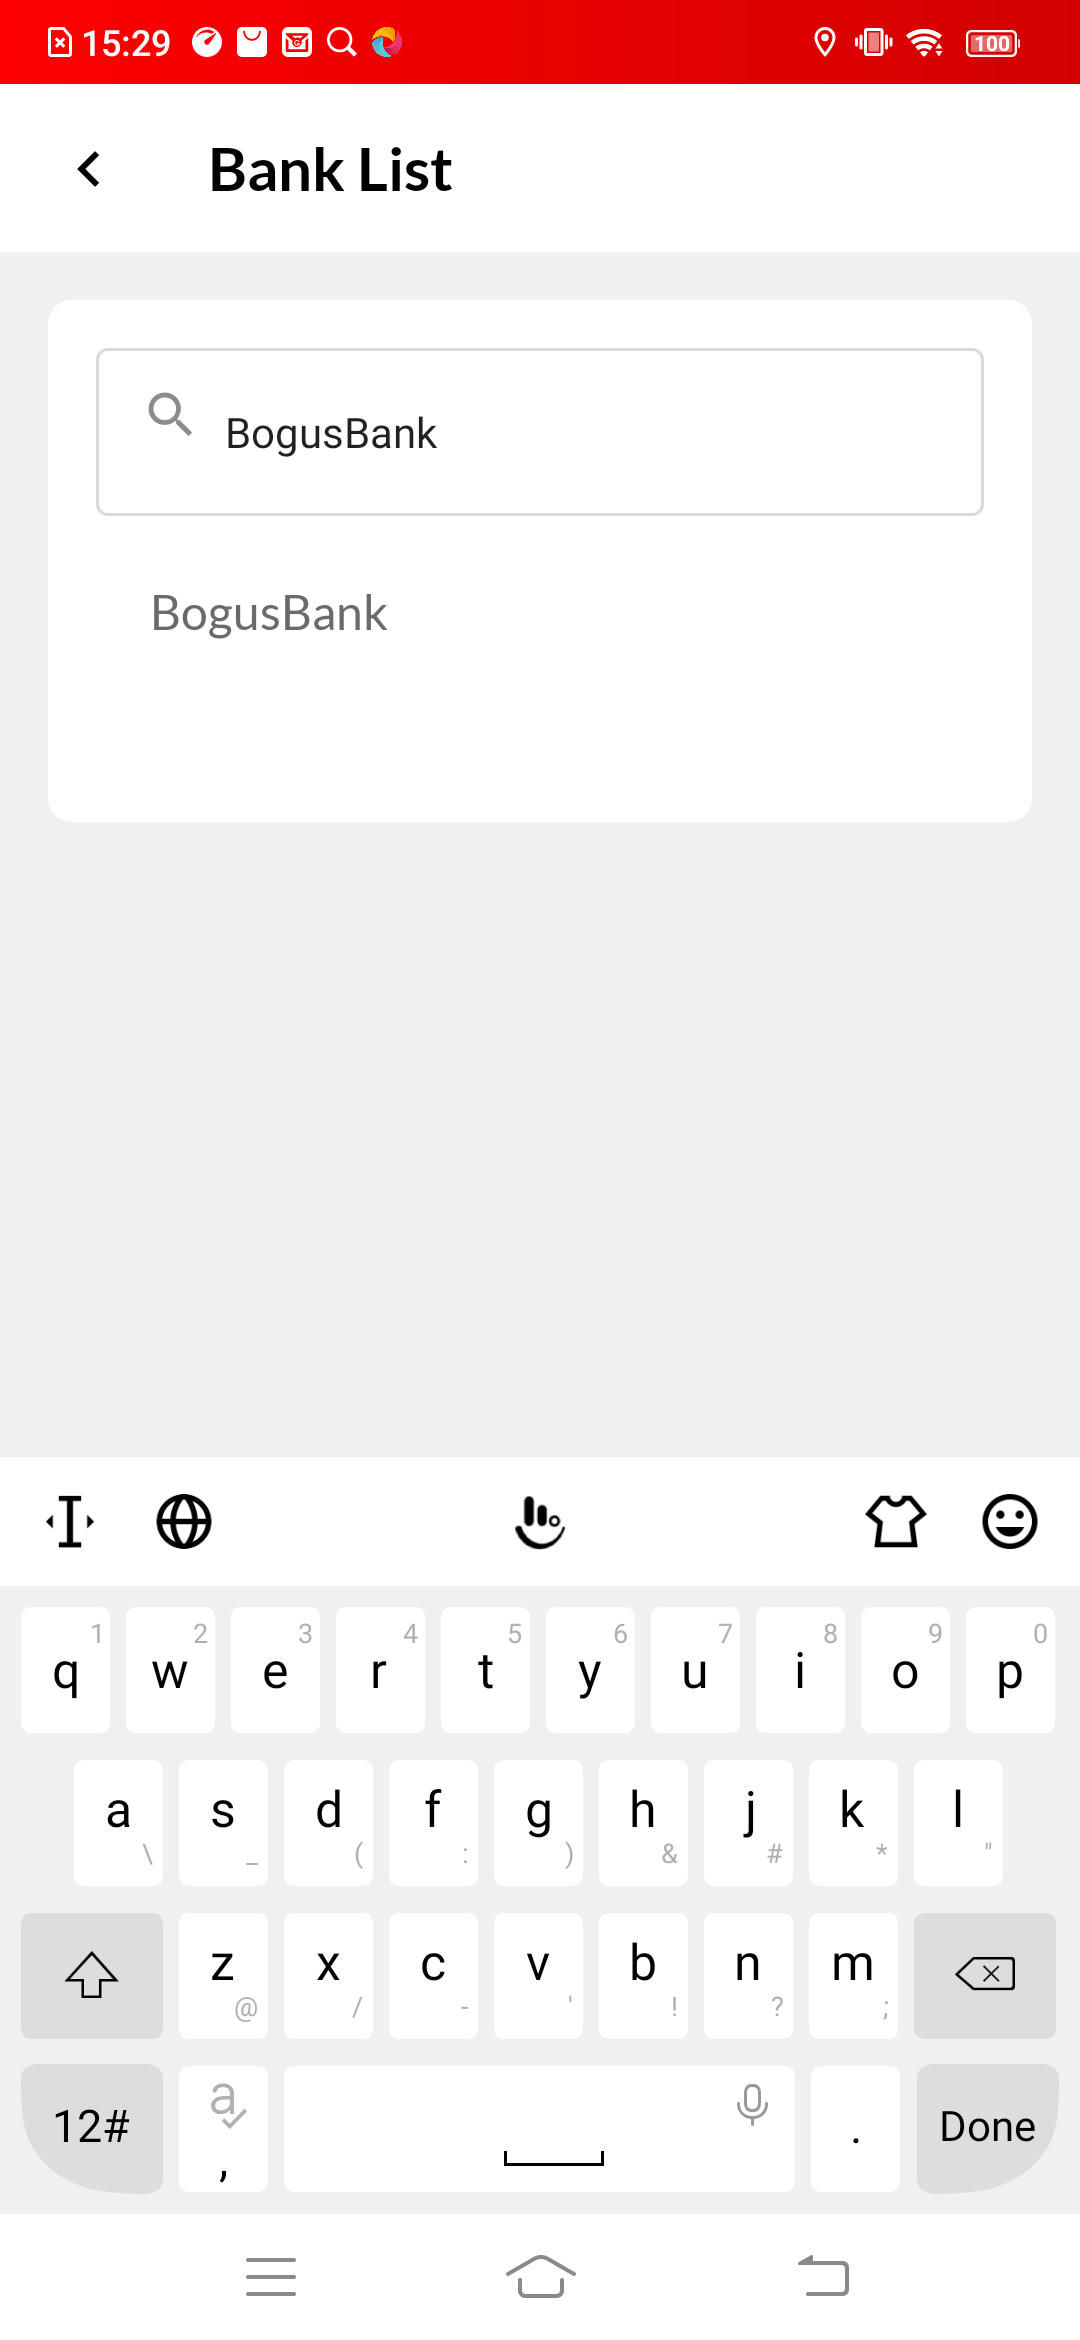 15:29
100
Bank List
BogusBank
BogusBank
1 2 3 4 5 6 7 8 9 0
q w e r t y u i o p
a s d f g h j k l
\ _ ( : ) & # * "
z x c v b n m
@ / - ' ! ? ;
12# a , . Done